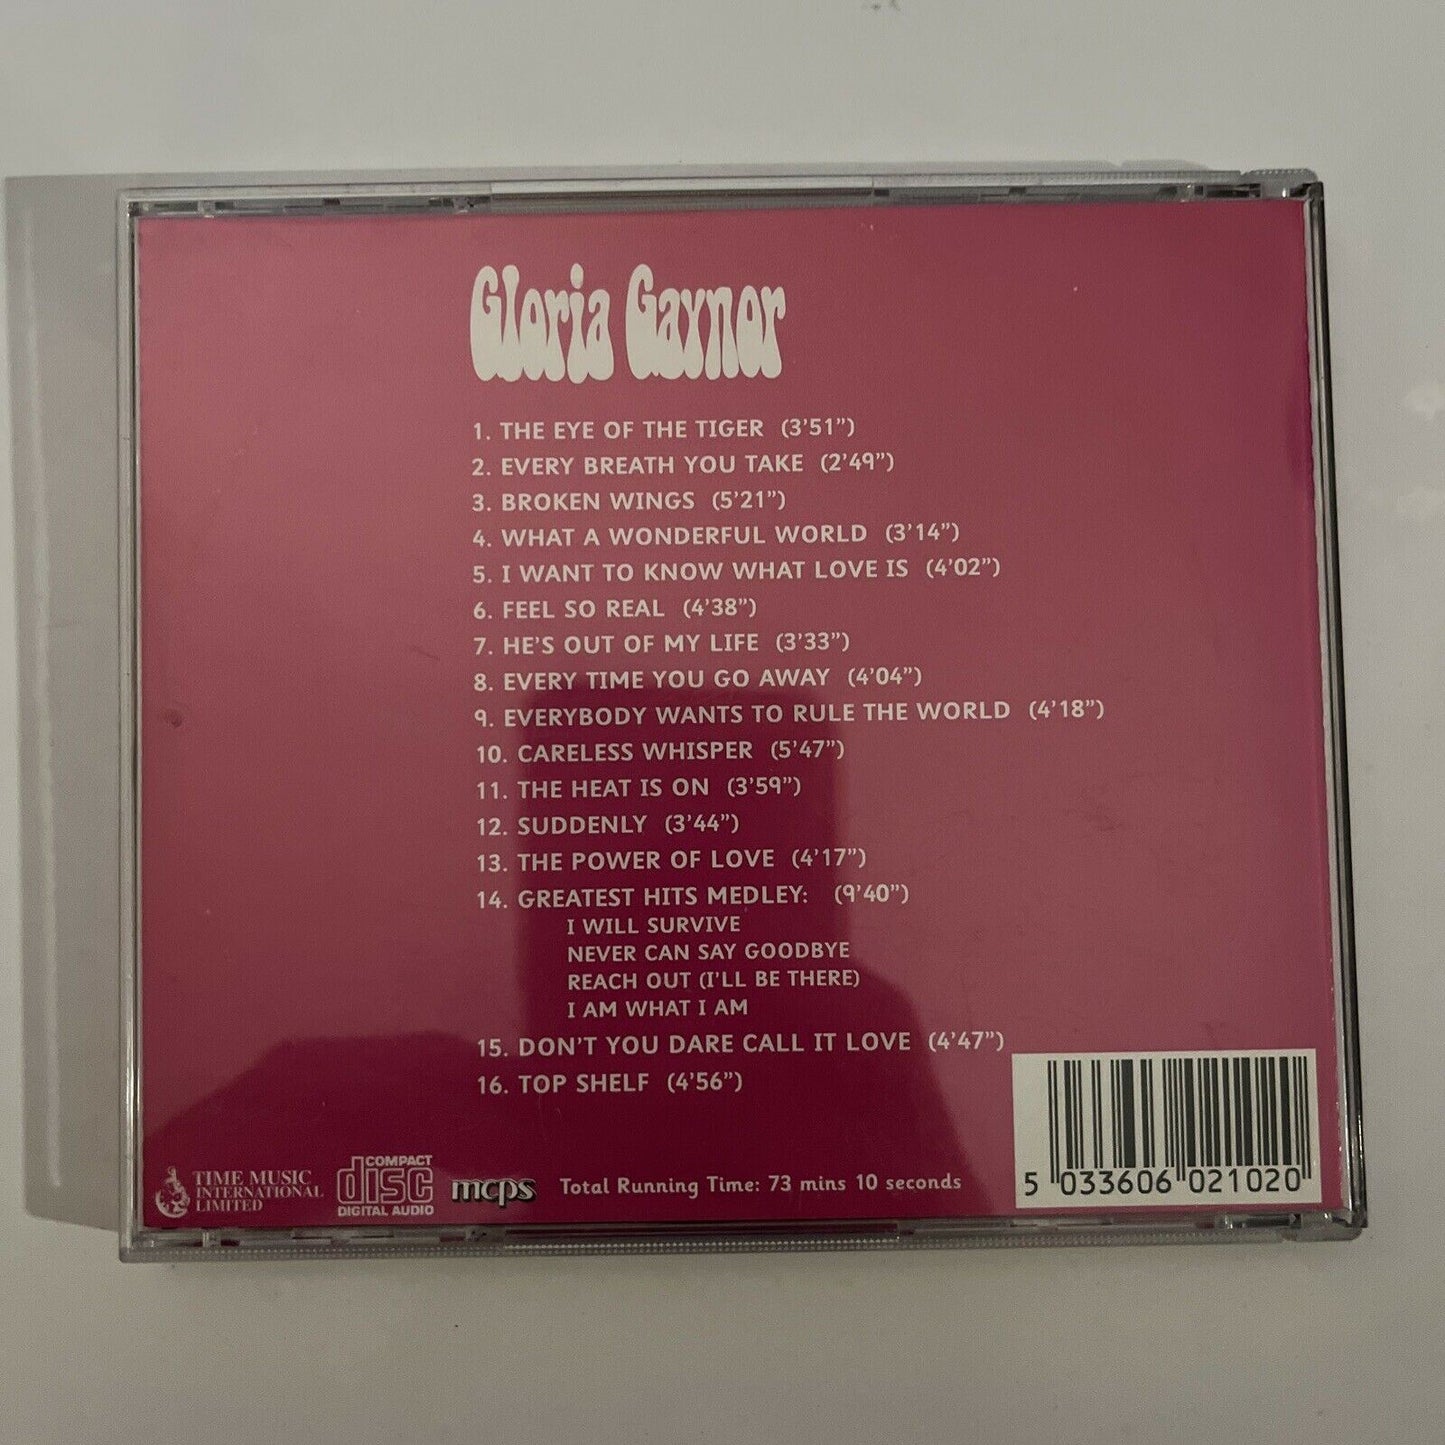 Gloria Gaynor
1. THE EYE OF THE TIGER (3'51")
2. EVERY BREATH YOU TAKE (2'49")
3. BROKEN WINGS (5'21")
4. WHAT A WONDERFUL WORLD (3'14")
5. I WANT TO KNOW WHAT LOVE IS (4'02")
6. FEEL SO REAL (4'38")
7. HE'S OUT OF MY LIFE (3'33")
8. EVERY TIME YOU GO AWAY (4'04")
9. EVERYBODY WANTS TO RULE THE WORLD (4'18")
10. CARELESS WHISPER (5'47")
11. THE HEAT IS ON (3'59")
12. SUDDENLY (3'44")
13. THE POWER OF LOVE (4'17")
14. GREATEST HITS MEDLEY: (9'40")
I WILL SURVIVE
NEVER CAN SAY GOODBYE
REACH OUT (I'LL BE THERE)
I AM WHAT I AM
15. DON'T YOU DARE CALL IT LOVE (4'47")
16. TOP SHELF (4'56")
TIME MUSIC
INTERNATIONAL
LIMITED
COMPACT
disc
DIGITAL AUDIO
mcps
Total Running Time: 73 mins 10 seconds
5 033606 021020